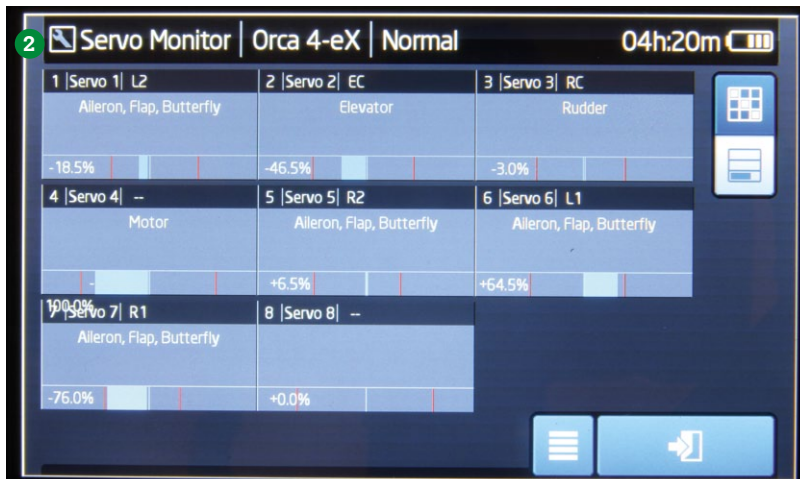 2
Servo Monitor | Orca 4-eX | Normal 04h:20m
1 |Servo 1| L2
Aileron, Flap, Butterfly
-18.5%
2 |Servo 2| EC
Elevator
-46.5%
3 |Servo 3| RC
Rudder
-3.0%
4 |Servo 4| --
Motor
-
100.0%
5 |Servo 5| R2
Aileron, Flap, Butterfly
+6.5%
6 |Servo 6| L1
Aileron, Flap, Butterfly
+64.5%
7 |Servo 7| R1
Aileron, Flap, Butterfly
-76.0%
8 |Servo 8| --
+0.0%